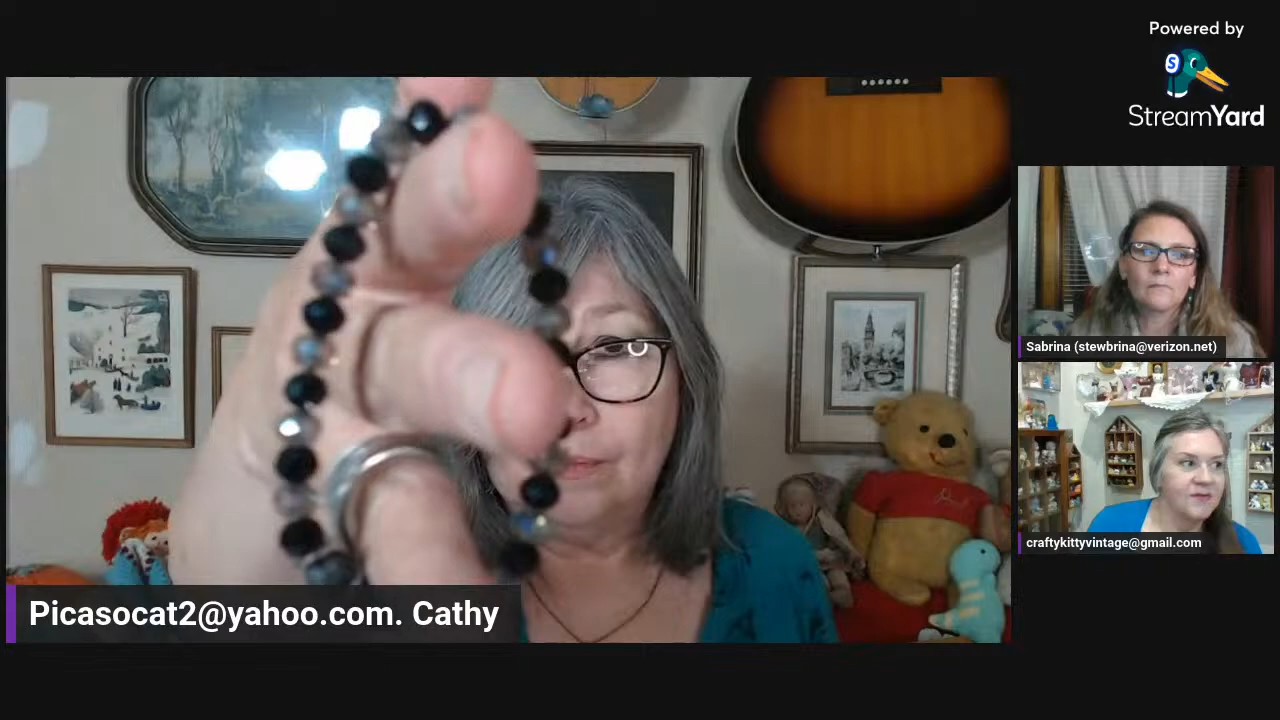 Powered by
StreamYard
Sabrina (stewbrina@verizon.net)
craftykittyvintage@gmail.com
Picasocat2@yahoo.com. Cathy